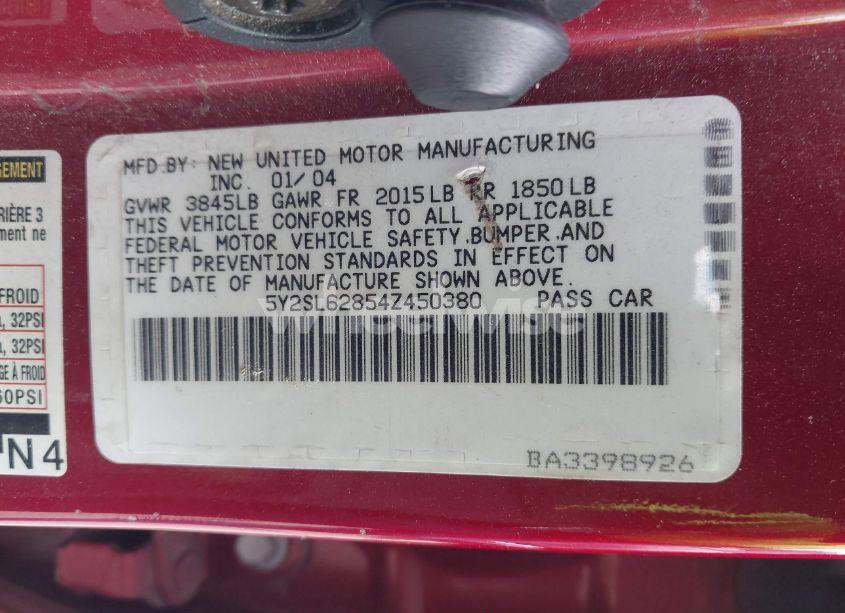 MFD.BY: NEW UNITED MOTOR MANUFACTURING
INC. 01/04
GVWR 3845LB GAWR FR 2015LB RR 1850LB
THIS VEHICLE CONFORMS TO ALL APPLICABLE
FEDERAL MOTOR VEHICLE SAFETY.BUMPER.AND
THEFT PREVENTION STANDARDS IN EFFECT ON
THE DATE OF MANUFACTURE SHOWN ABOVE.
5Y2SL62854Z450380 PASS CAR
WheelWise
BA3398926
GEMENT
RIÈRE 3
ment ne
FROID
32PSI
32PSI
GE À FROID
60PSI
N4